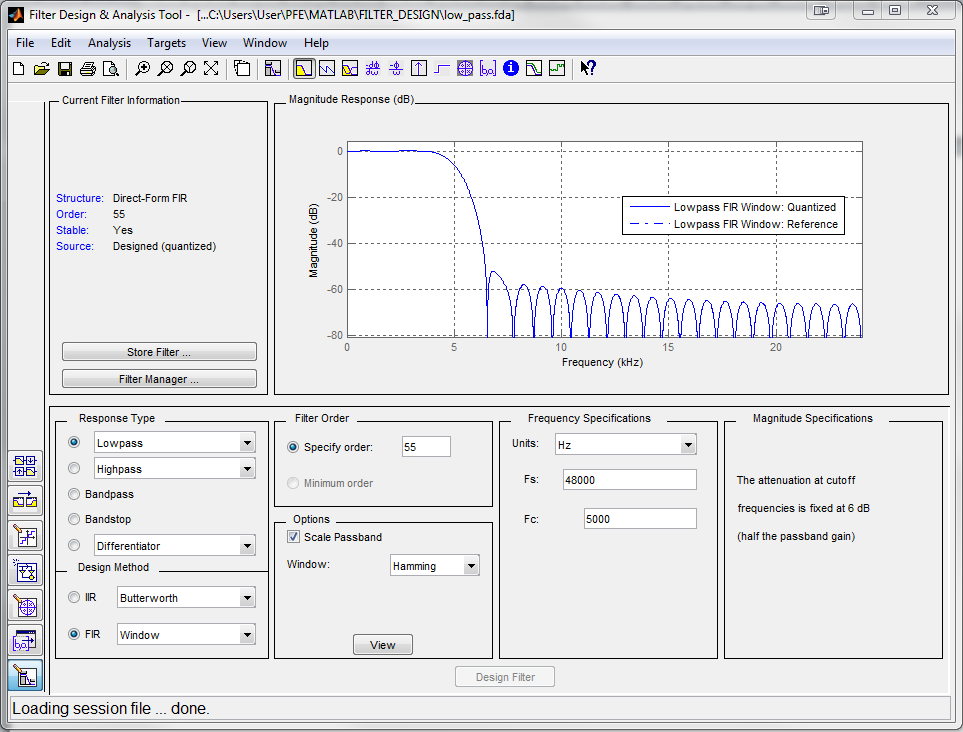 Filter Design & Analysis Tool - [...C:\Users\User\PFE\MATLAB\FILTER_DESIGN\low_pass.fda]
File Edit Analysis Targets View Window Help
Current Filter Information
Structure: Direct-Form FIR
Order: 55
Stable: Yes
Source: Designed (quantized)
Store Filter ...
Filter Manager ...
Magnitude Response (dB)
Magnitude (dB)
0
-20
-40
-60
-80
0 5 10 15 20
Frequency (kHz)
Lowpass FIR Window: Quantized
Lowpass FIR Window: Reference
Response Type
Lowpass
Highpass
Bandpass
Bandstop
Differentiator
Design Method
IIR Butterworth
FIR Window
Filter Order
Specify order: 55
Minimum order
Options
Scale Passband
Window: Hamming
View
Frequency Specifications
Units: Hz
Fs: 48000
Fc: 5000
Magnitude Specifications
The attenuation at cutoff
frequencies is fixed at 6 dB
(half the passband gain)
Design Filter
Loading session file ... done.